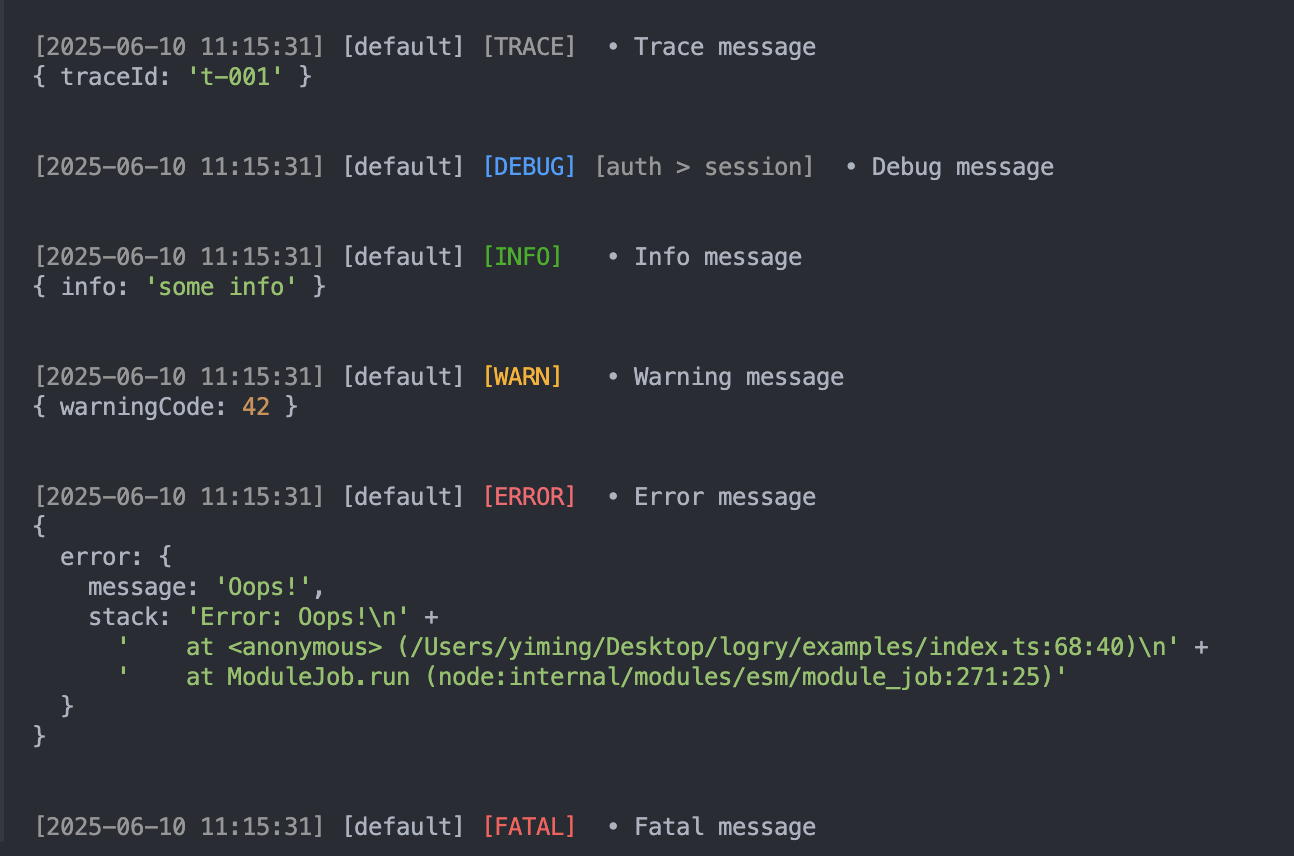 [2025-06-10 11:15:31] [default] [TRACE]  • Trace message
{ traceId: 't-001' }
[2025-06-10 11:15:31] [default] [DEBUG] [auth > session]  • Debug message
[2025-06-10 11:15:31] [default] [INFO]   • Info message
{ info: 'some info' }
[2025-06-10 11:15:31] [default] [WARN]   • Warning message
{ warningCode: 42 }
[2025-06-10 11:15:31] [default] [ERROR]  • Error message
{
  error: {
    message: 'Oops!',
    stack: 'Error: Oops!\n' +
      '    at <anonymous> (/Users/yiming/Desktop/logry/examples/index.ts:68:40)\n' +
      '    at ModuleJob.run (node:internal/modules/esm/module_job:271:25)'
  }
}
[2025-06-10 11:15:31] [default] [FATAL]  • Fatal message